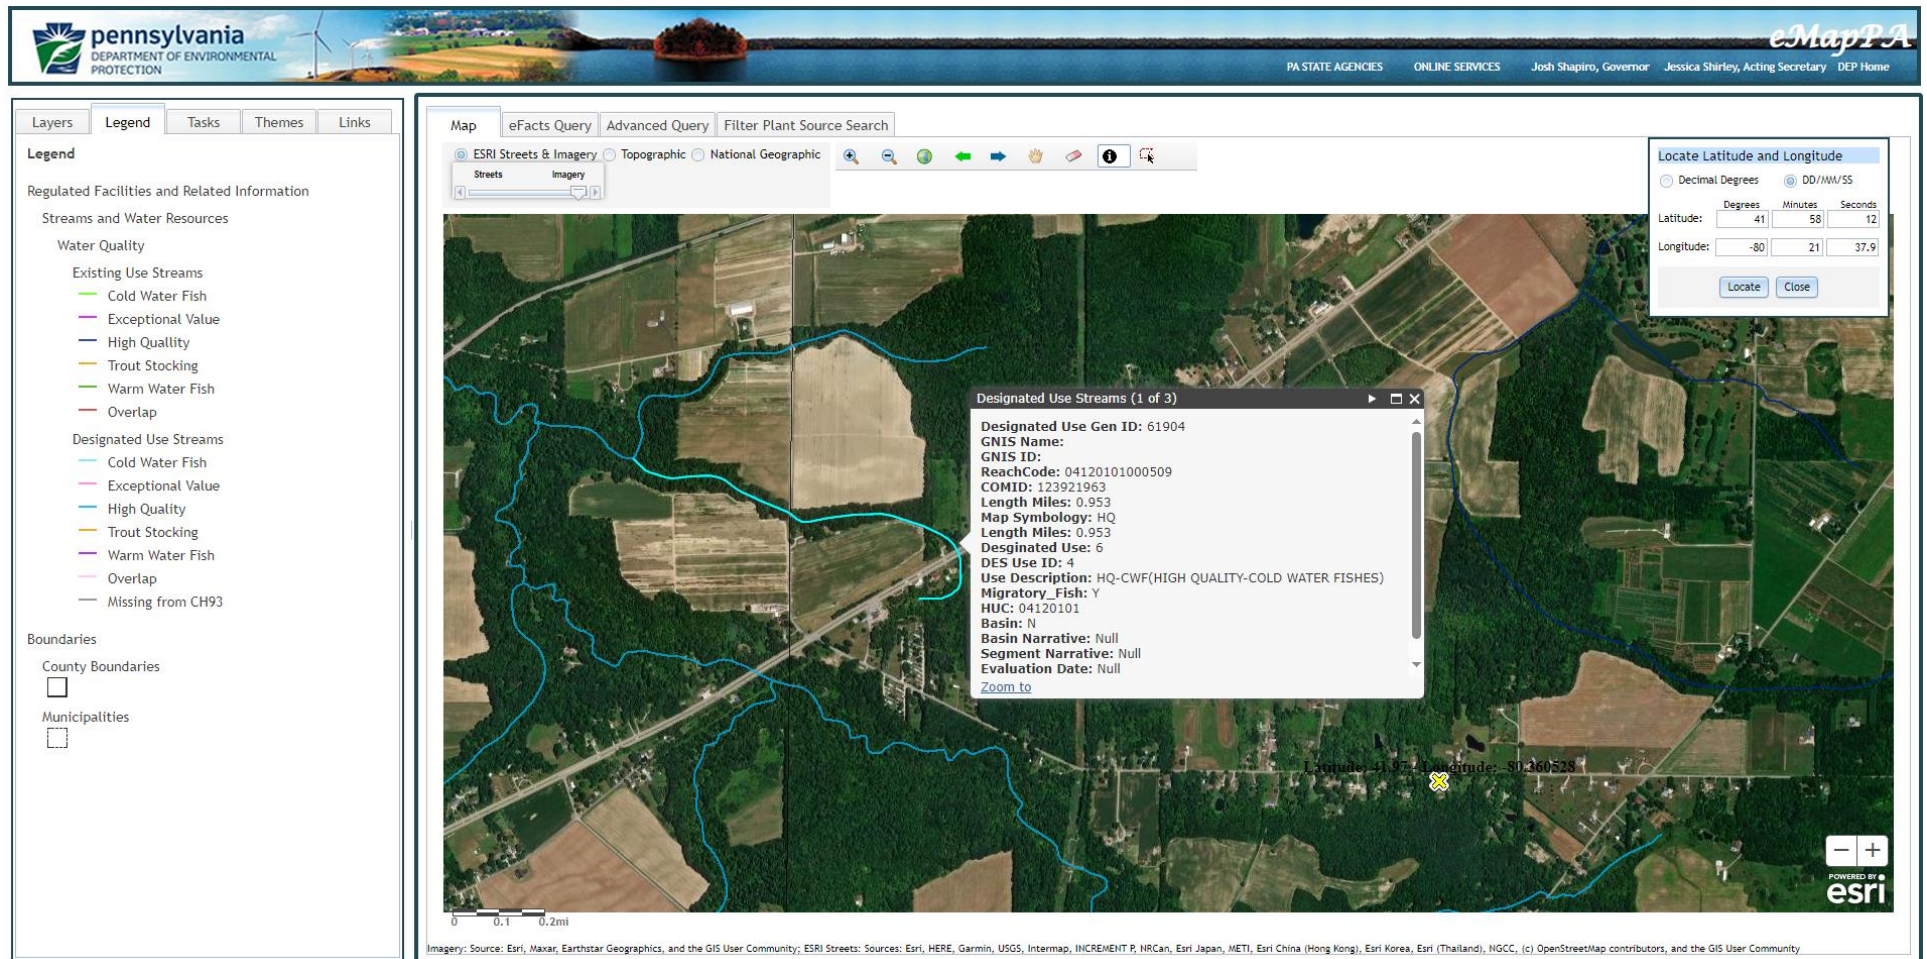 pennsylvania
DEPARTMENT OF ENVIRONMENTAL
PROTECTION
eMapPA
PA STATE AGENCIES ONLINE SERVICES Josh Shapiro, Governor Jessica Shirley, Acting Secretary DEP Home
Layers Legend Tasks Themes Links
Legend
Regulated Facilities and Related Information
Streams and Water Resources
Water Quality
Existing Use Streams
Cold Water Fish
Exceptional Value
High Quallity
Trout Stocking
Warm Water Fish
Overlap
Designated Use Streams
Cold Water Fish
Exceptional Value
High Quality
Trout Stocking
Warm Water Fish
Overlap
Missing from CH93
Boundaries
County Boundaries
Municipalities
Map eFacts Query Advanced Query Filter Plant Source Search
ESRI Streets & Imagery Topographic National Geographic
Streets Imagery
Locate Latitude and Longitude
Decimal Degrees DD/MM/SS
Degrees Minutes Seconds
Latitude: 41 58 12
Longitude: -80 21 37.9
Locate Close
Designated Use Streams (1 of 3)
Designated Use Gen ID: 61904
GNIS Name:
GNIS ID:
ReachCode: 04120101000509
COMID: 123921963
Length Miles: 0.953
Map Symbology: HQ
Length Miles: 0.953
Desginated Use: 6
DES Use ID: 4
Use Description: HQ-CWF(HIGH QUALITY-COLD WATER FISHES)
Migratory_Fish: Y
HUC: 04120101
Basin: N
Basin Narrative: Null
Segment Narrative: Null
Evaluation Date: Null
Zoom to
Latitude: 41.97 - Longitude: -80.360528
POWERED BY
esri
0 0.1 0.2mi
Imagery: Source: Esri, Maxar, Earthstar Geographics, and the GIS User Community; ESRI Streets: Sources: Esri, HERE, Garmin, USGS, Intermap, INCREMENT P, NRCan, Esri Japan, METI, Esri China (Hong Kong), Esri Korea, Esri (Thailand), NGCC, (c) OpenStreetMap contributors, and the GIS User Community